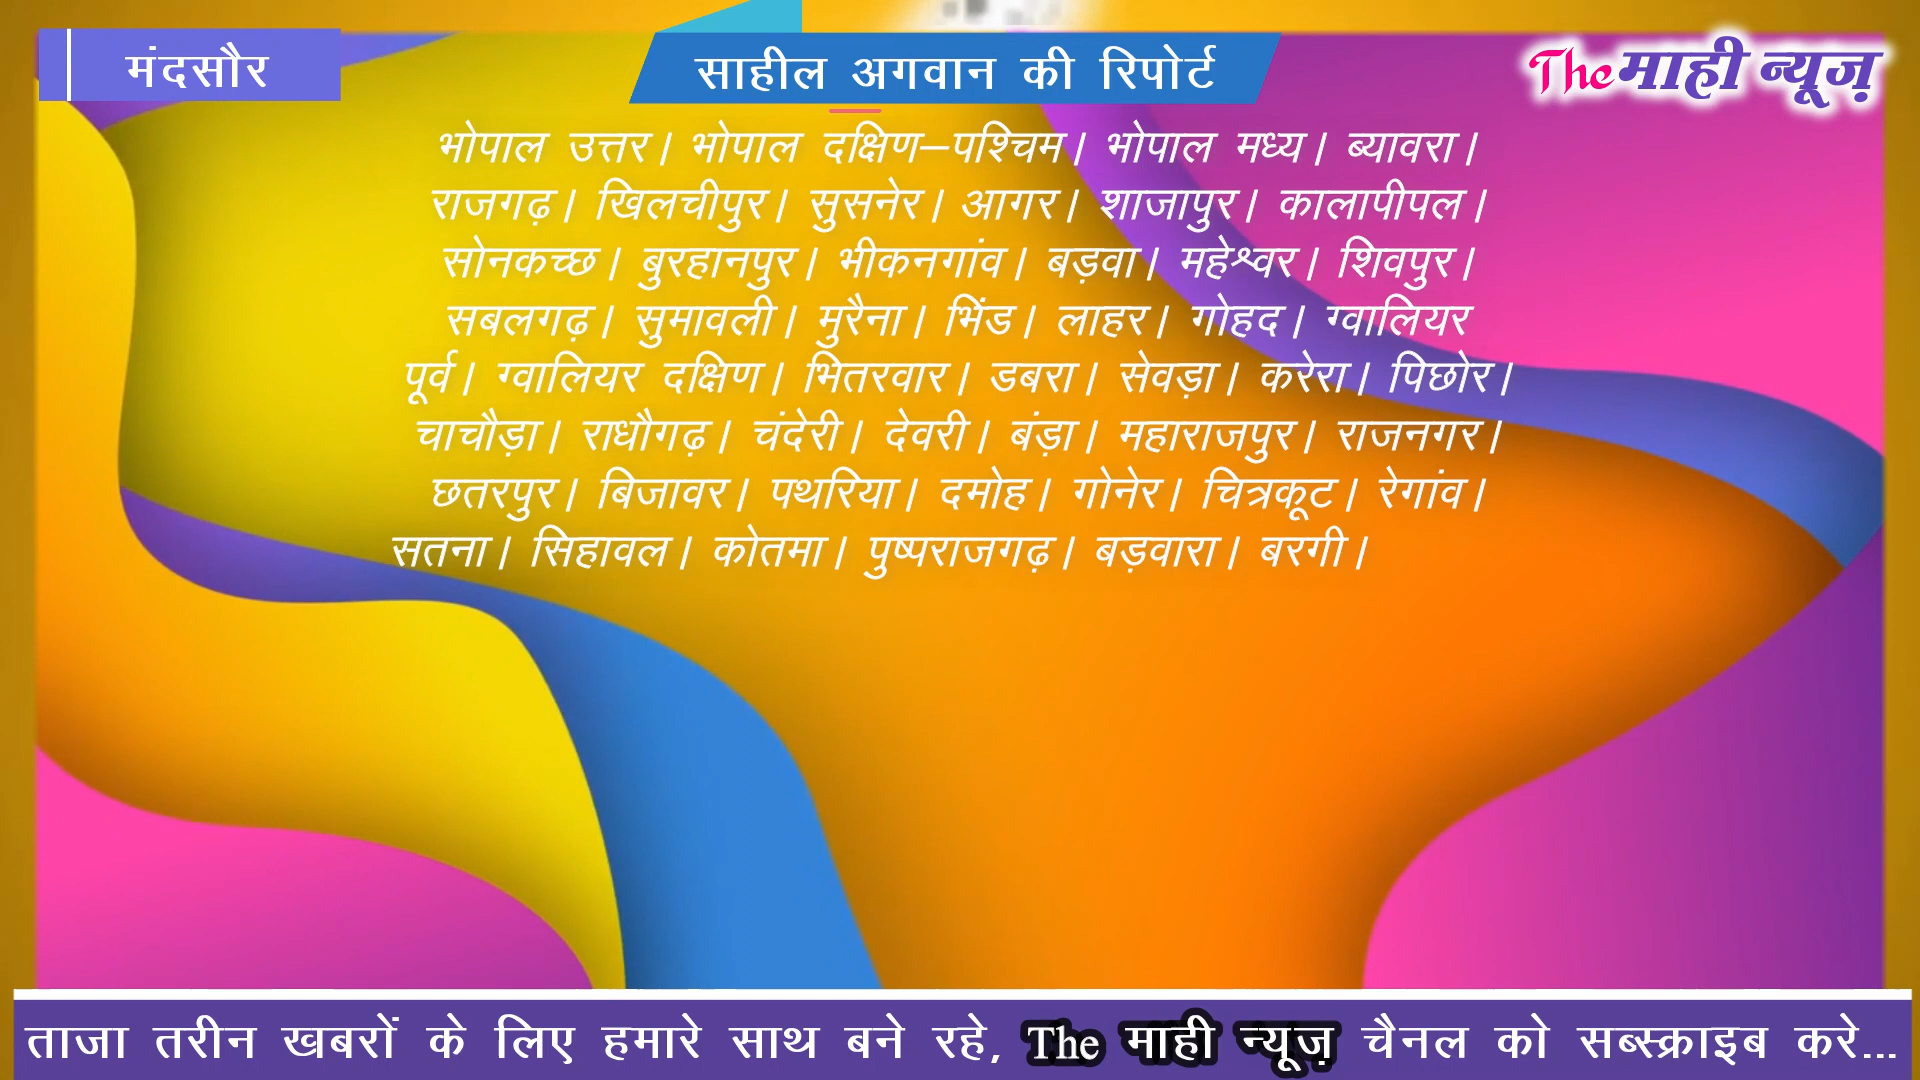 मंदसौर
साहील अगवान की रिपोर्ट
Theमाही न्यूज़
भोपाल उत्तर। भोपाल दक्षिण–पश्चिम। भोपाल मध्य। ब्यावरा।
राजगढ़। खिलचीपुर। सुसनेर। आगर। शाजापुर। कालापीपल।
सोनकच्छ। बुरहानपुर। भीकनगांव। बड़वा। महेश्वर। शिवपुर।
सबलगढ़। सुमावली। मुरैना। भिंड। लाहर। गोहद। ग्वालियर
पूर्व। ग्वालियर दक्षिण। भितरवार। डबरा। सेवड़ा। करेरा। पिछोर।
चाचौड़ा। राधौगढ़। चंदेरी। देवरी। बंड़ा। महाराजपुर। राजनगर।
छतरपुर। बिजावर। पथरिया। दमोह। गोनेर। चित्रकूट। रेगांव।
सतना। सिहावल। कोतमा। पुष्पराजगढ़। बड़वारा। बरगी।
ताजा तरीन खबरों के लिए हमारे साथ बने रहे, The माही न्यूज़ चैनल को सब्स्क्राइब करे...